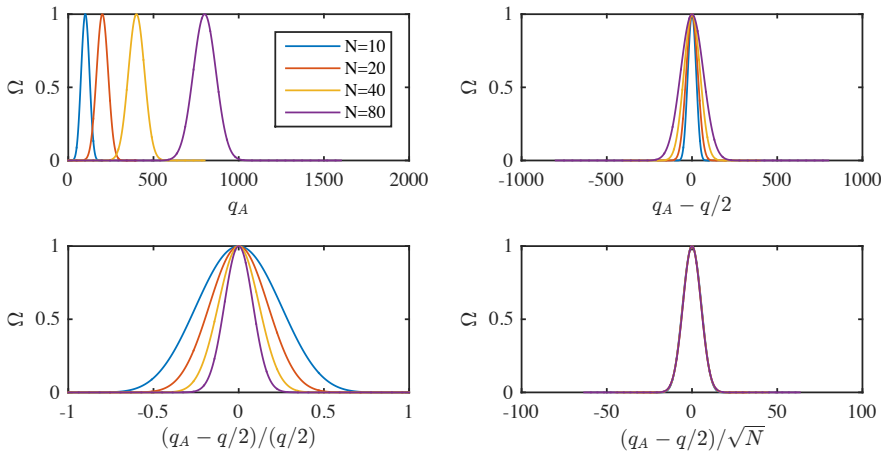 1
0.5
0
Ω
0 500 1000 1500 2000
q_A
N=10
N=20
N=40
N=80
1
0.5
0
Ω
-1000 -500 0 500 1000
q_A − q/2
1
0.5
0
Ω
-1 -0.5 0 0.5 1
(q_A − q/2)/(q/2)
1
0.5
0
Ω
-100 -50 0 50 100
(q_A − q/2)/√N